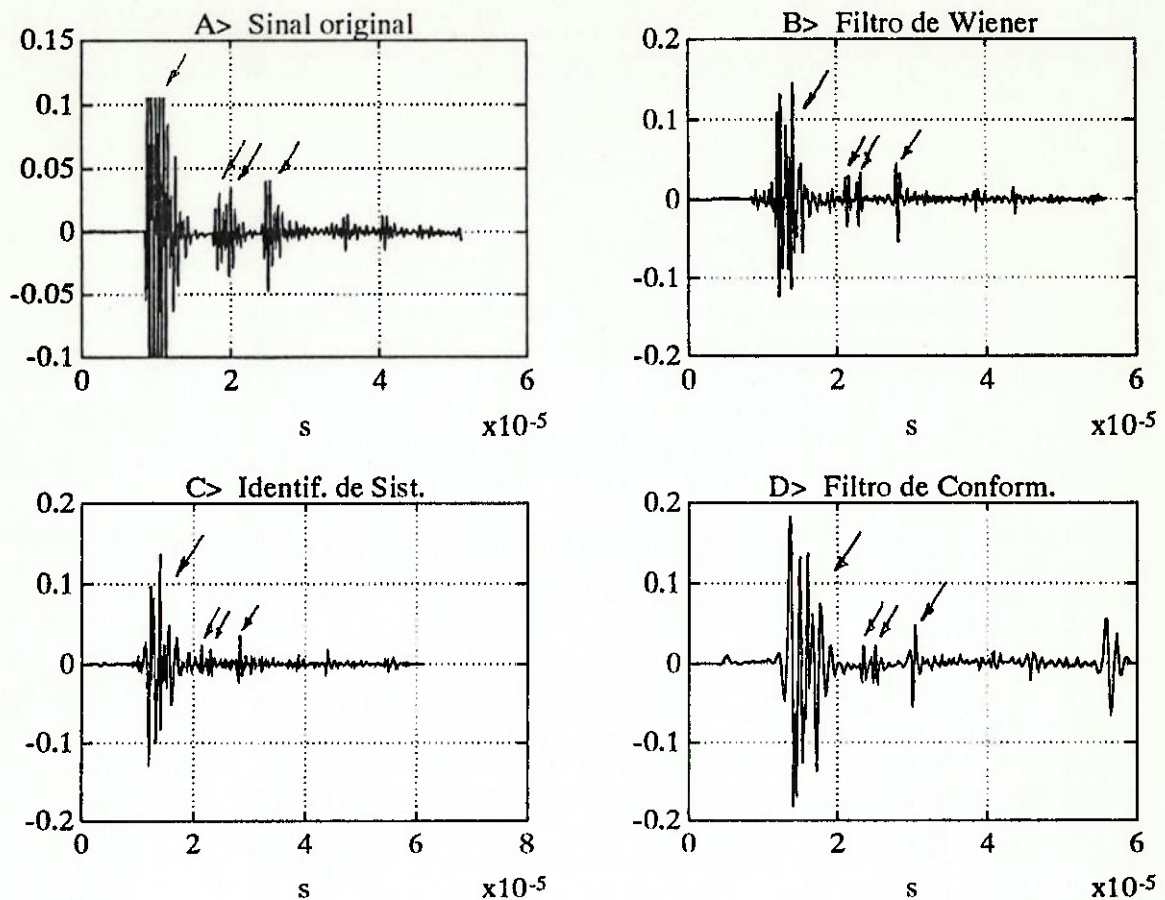 A> Sinal original
0.15
0.1
0.05
0
-0.05
-0.1
0 2 4 6
s x10-5
B> Filtro de Wiener
0.2
0.1
0
-0.1
-0.2
0 2 4 6
s x10-5
C> Identif. de Sist.
0.2
0.1
0
-0.1
-0.2
0 2 4 6 8
s x10-5
D> Filtro de Conform.
0.2
0.1
0
-0.1
-0.2
0 2 4 6
s x10-5